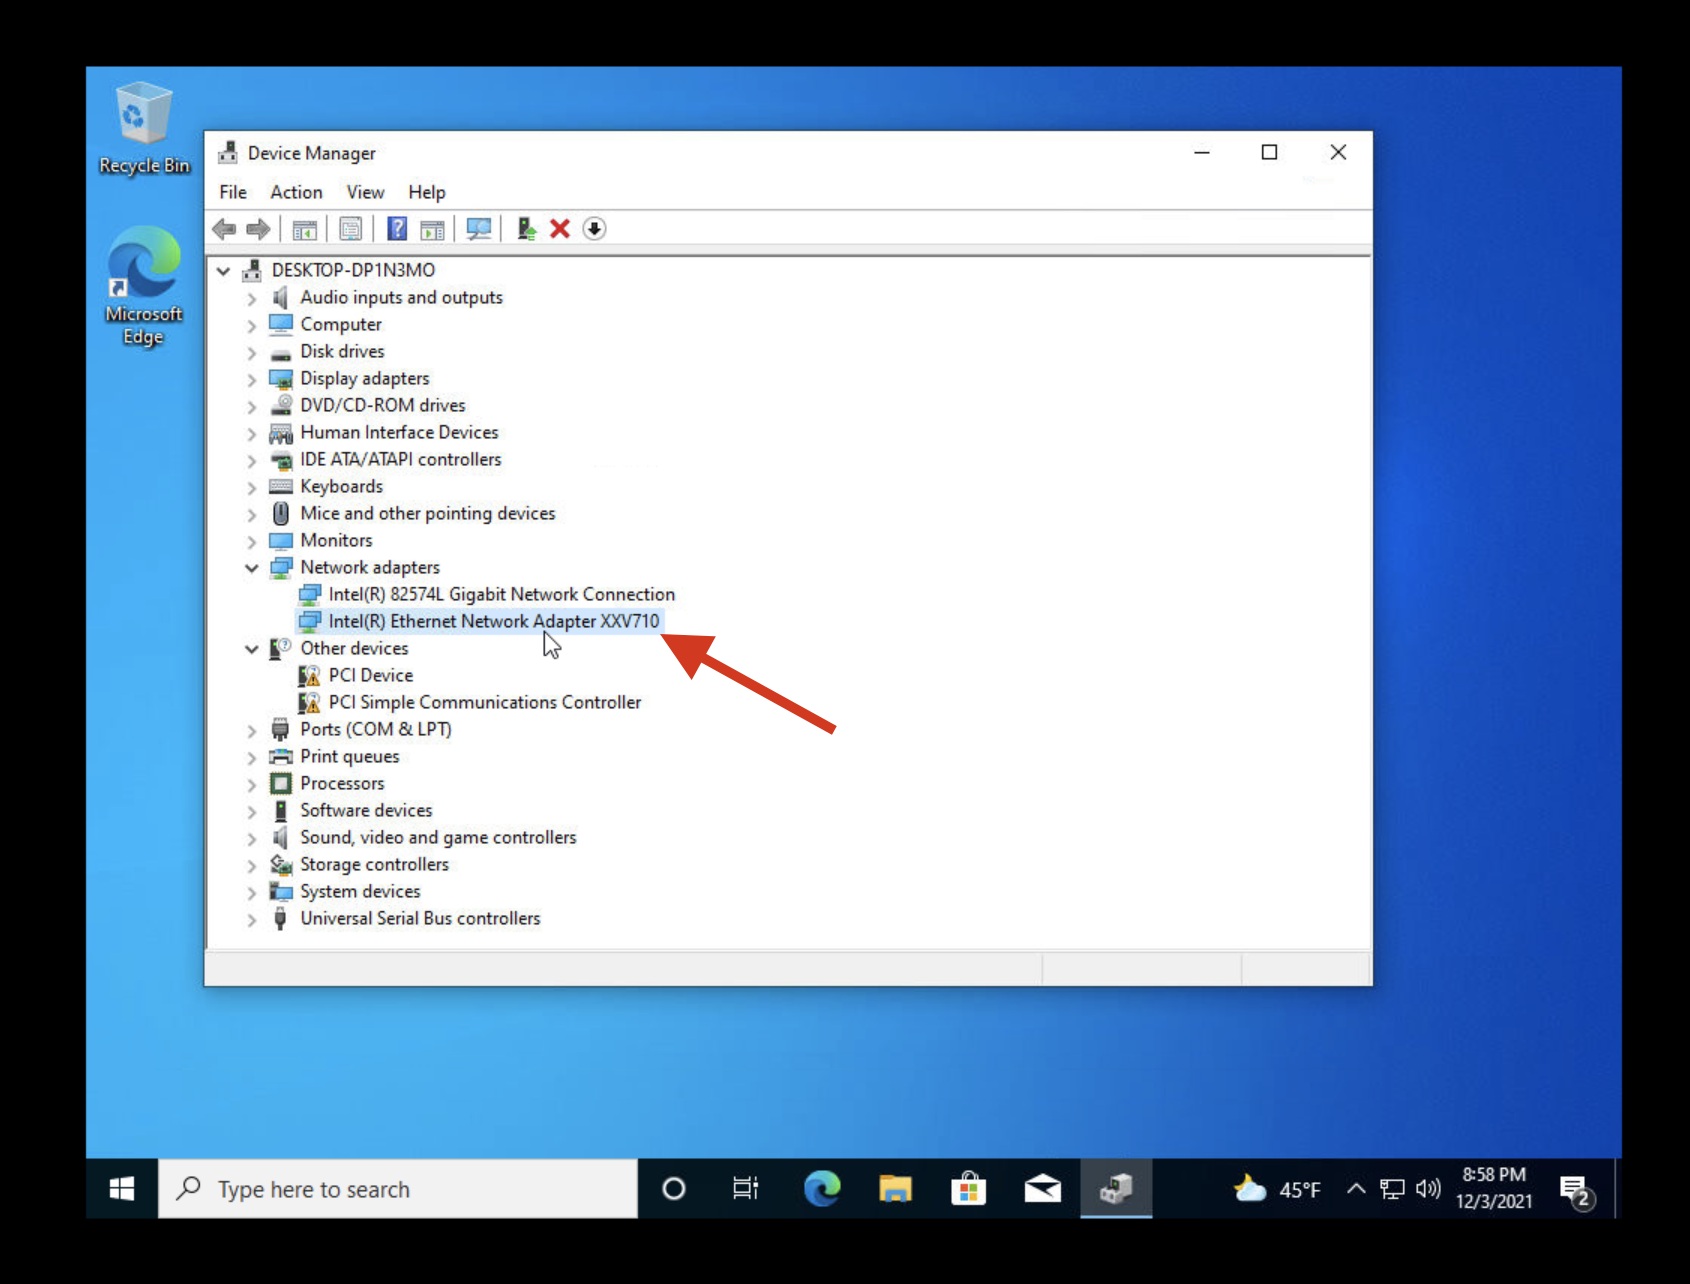 Recycle Bin
Microsoft
Edge
Device Manager
File Action View Help
DESKTOP-DP1N3MO
Audio inputs and outputs
Computer
Disk drives
Display adapters
DVD/CD-ROM drives
Human Interface Devices
IDE ATA/ATAPI controllers
Keyboards
Mice and other pointing devices
Monitors
Network adapters
Intel(R) 82574L Gigabit Network Connection
Intel(R) Ethernet Network Adapter XXV710
Other devices
PCI Device
PCI Simple Communications Controller
Ports (COM & LPT)
Print queues
Processors
Software devices
Sound, video and game controllers
Storage controllers
System devices
Universal Serial Bus controllers
Type here to search
45°F
8:58 PM
12/3/2021
2